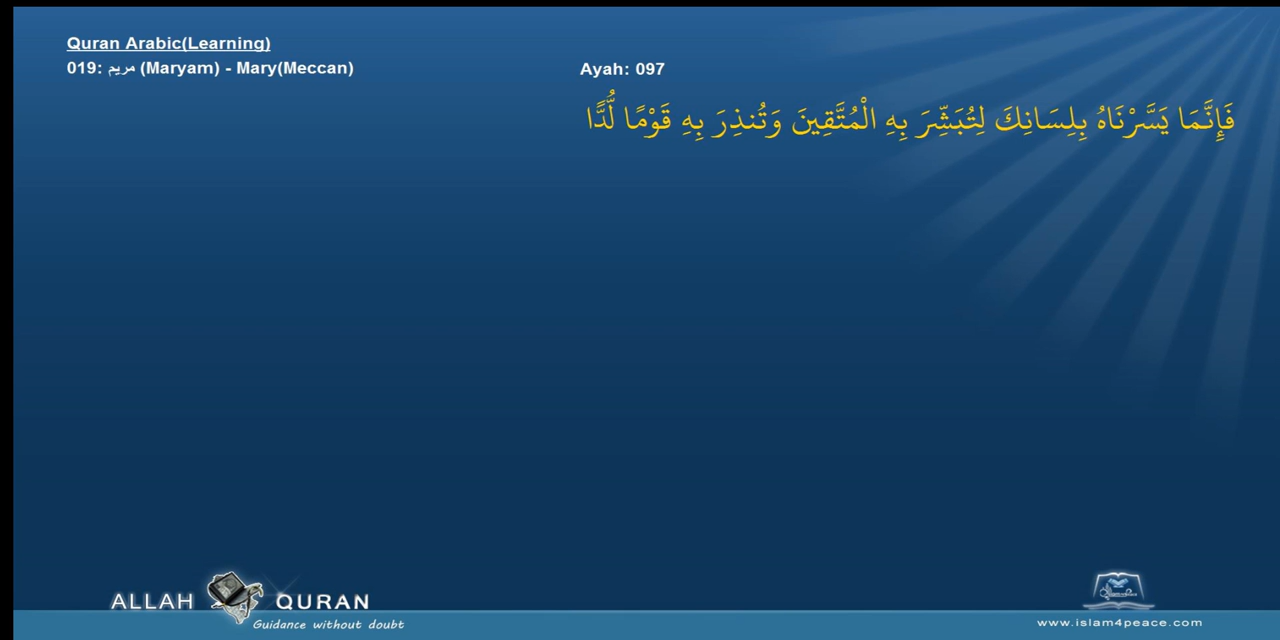 Quran Arabic(Learning)
019: مريم (Maryam) - Mary(Meccan)
Ayah: 097
فَإِنَّمَا يَسَّرْنَاهُ بِلِسَانِكَ لِتُبَشِّرَ بِهِ الْمُتَّقِينَ وَتُنذِرَ بِهِ قَوْمًا لُّدًّا
ALLAH QURAN
Guidance without doubt
www.islam4peace.com